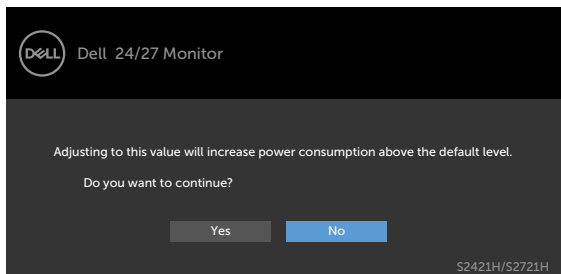 DELL
Dell 24/27 Monitor
Adjusting to this value will increase power consumption above the default level.
Do you want to continue?
Yes
No
S2421H/S2721H